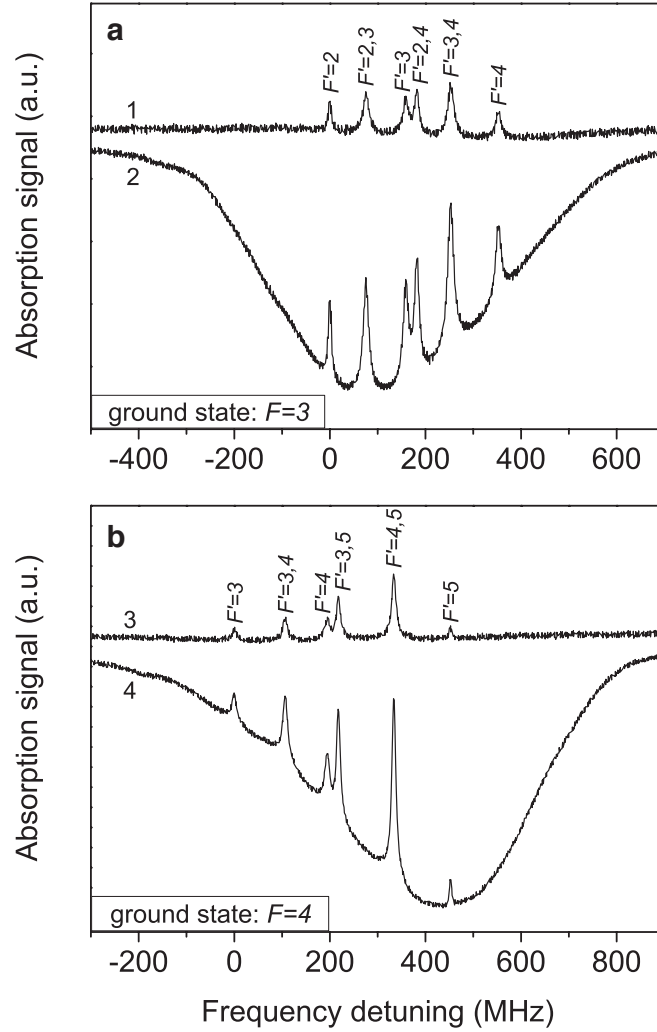 a
Absorption signal (a.u.)
F'=2
F'=2,3
F'=3
F'=2,4
F'=3,4
F'=4
1
2
ground state: F=3
-400 -200 0 200 400 600
b
Absorption signal (a.u.)
F'=3
F'=3,4
F'=4
F'=3,5
F'=4,5
F'=5
3
4
ground state: F=4
-200 0 200 400 600 800
Frequency detuning (MHz)